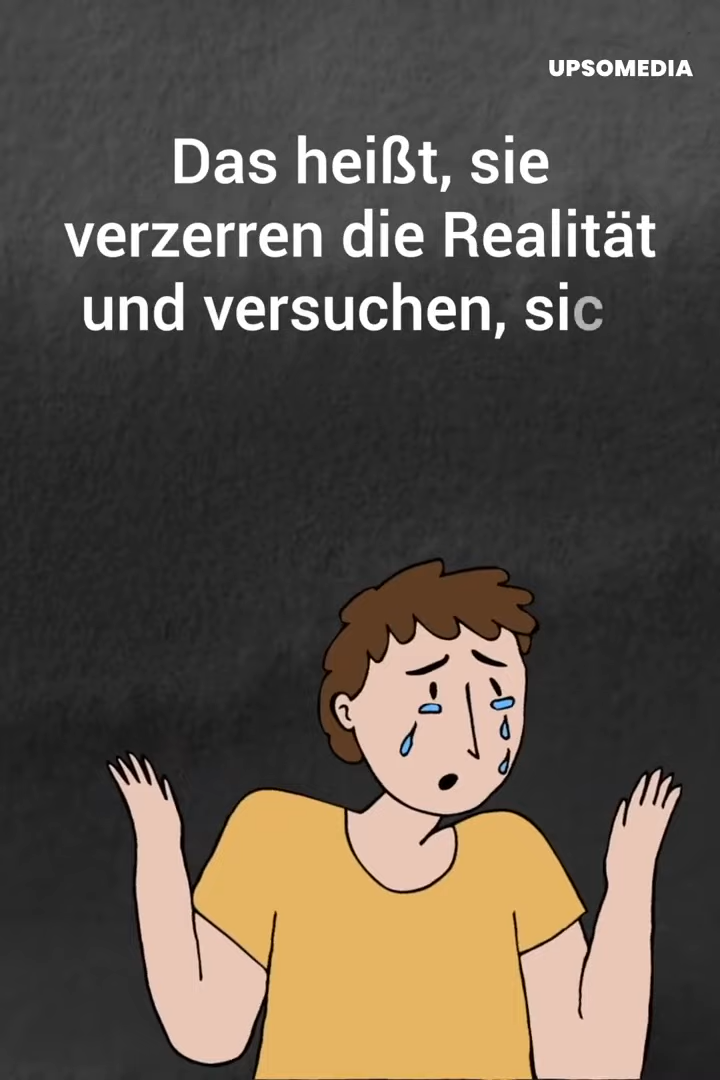 UPSOMEDIA
Das heißt, sie
verzerren die Realität
und versuchen, sic